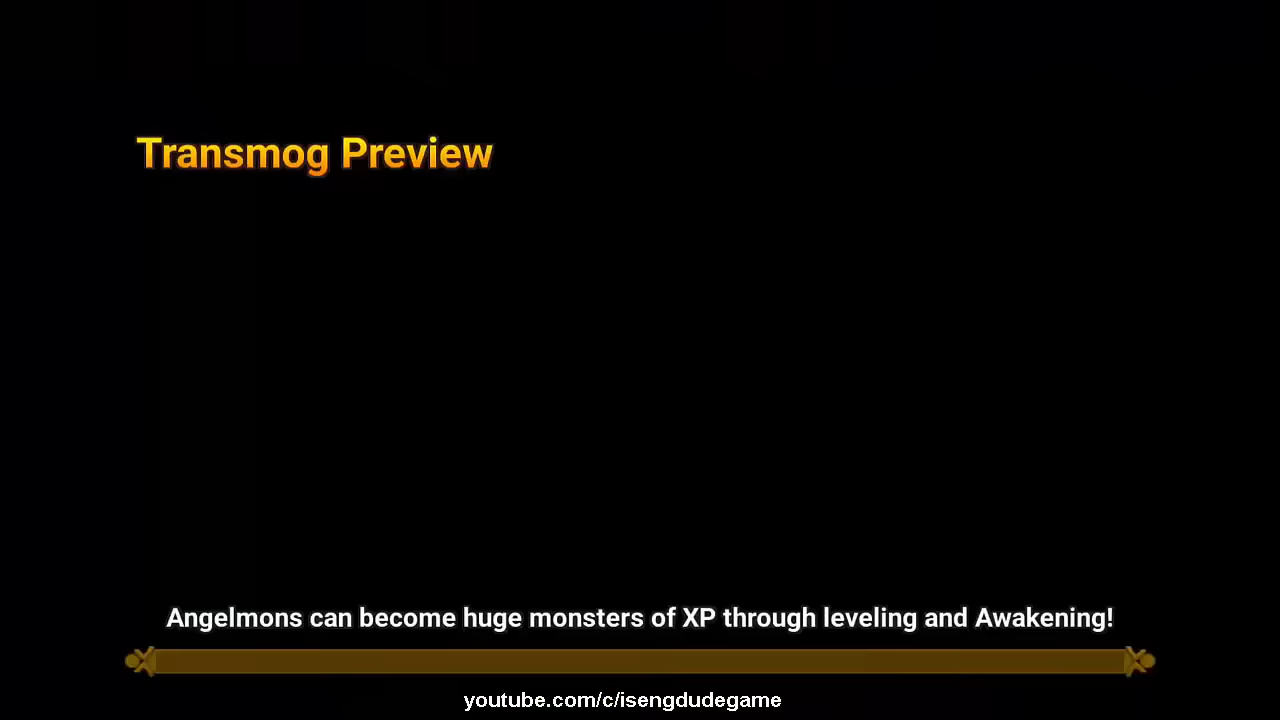 Transmog Preview
Angelmons can become huge monsters of XP through leveling and Awakening!
youtube.com/c/isengdudegame